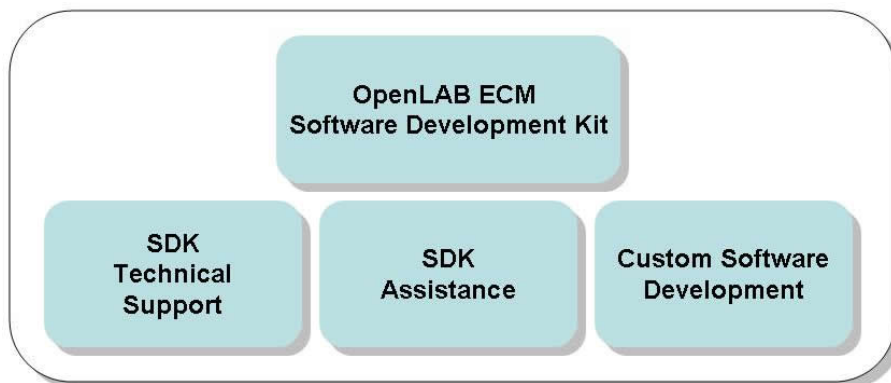 OpenLAB ECM
Software Development Kit
SDK
Technical
Support
SDK
Assistance
Custom Software
Development